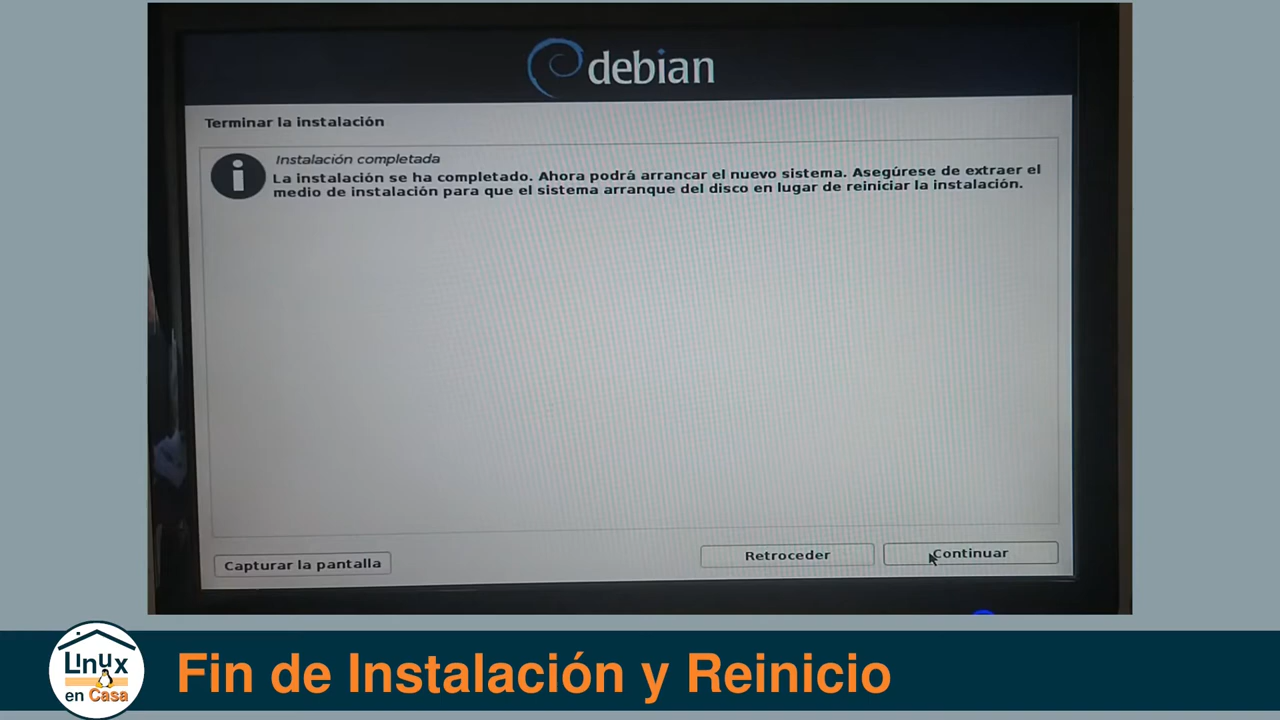 debian
Terminar la instalación
Instalación completada
La instalación se ha completado. Ahora podrá arrancar el nuevo sistema. Asegúrese de extraer el
medio de instalación para que el sistema arranque del disco en lugar de reiniciar la instalación.
Capturar la pantalla
Retroceder
Continuar
Linux
en Casa
Fin de Instalación y Reinicio